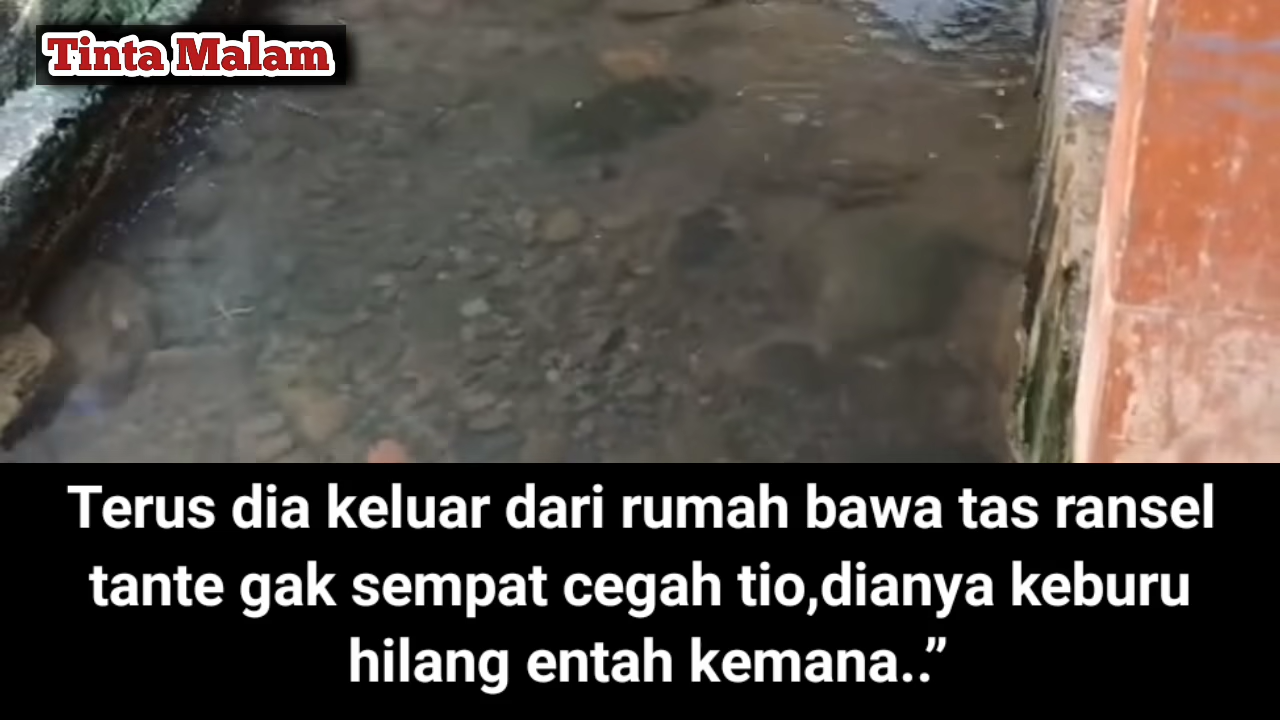 Tinta Malam
Terus dia keluar dari rumah bawa tas ransel
tante gak sempat cegah tio,dianya keburu
hilang entah kemana..”